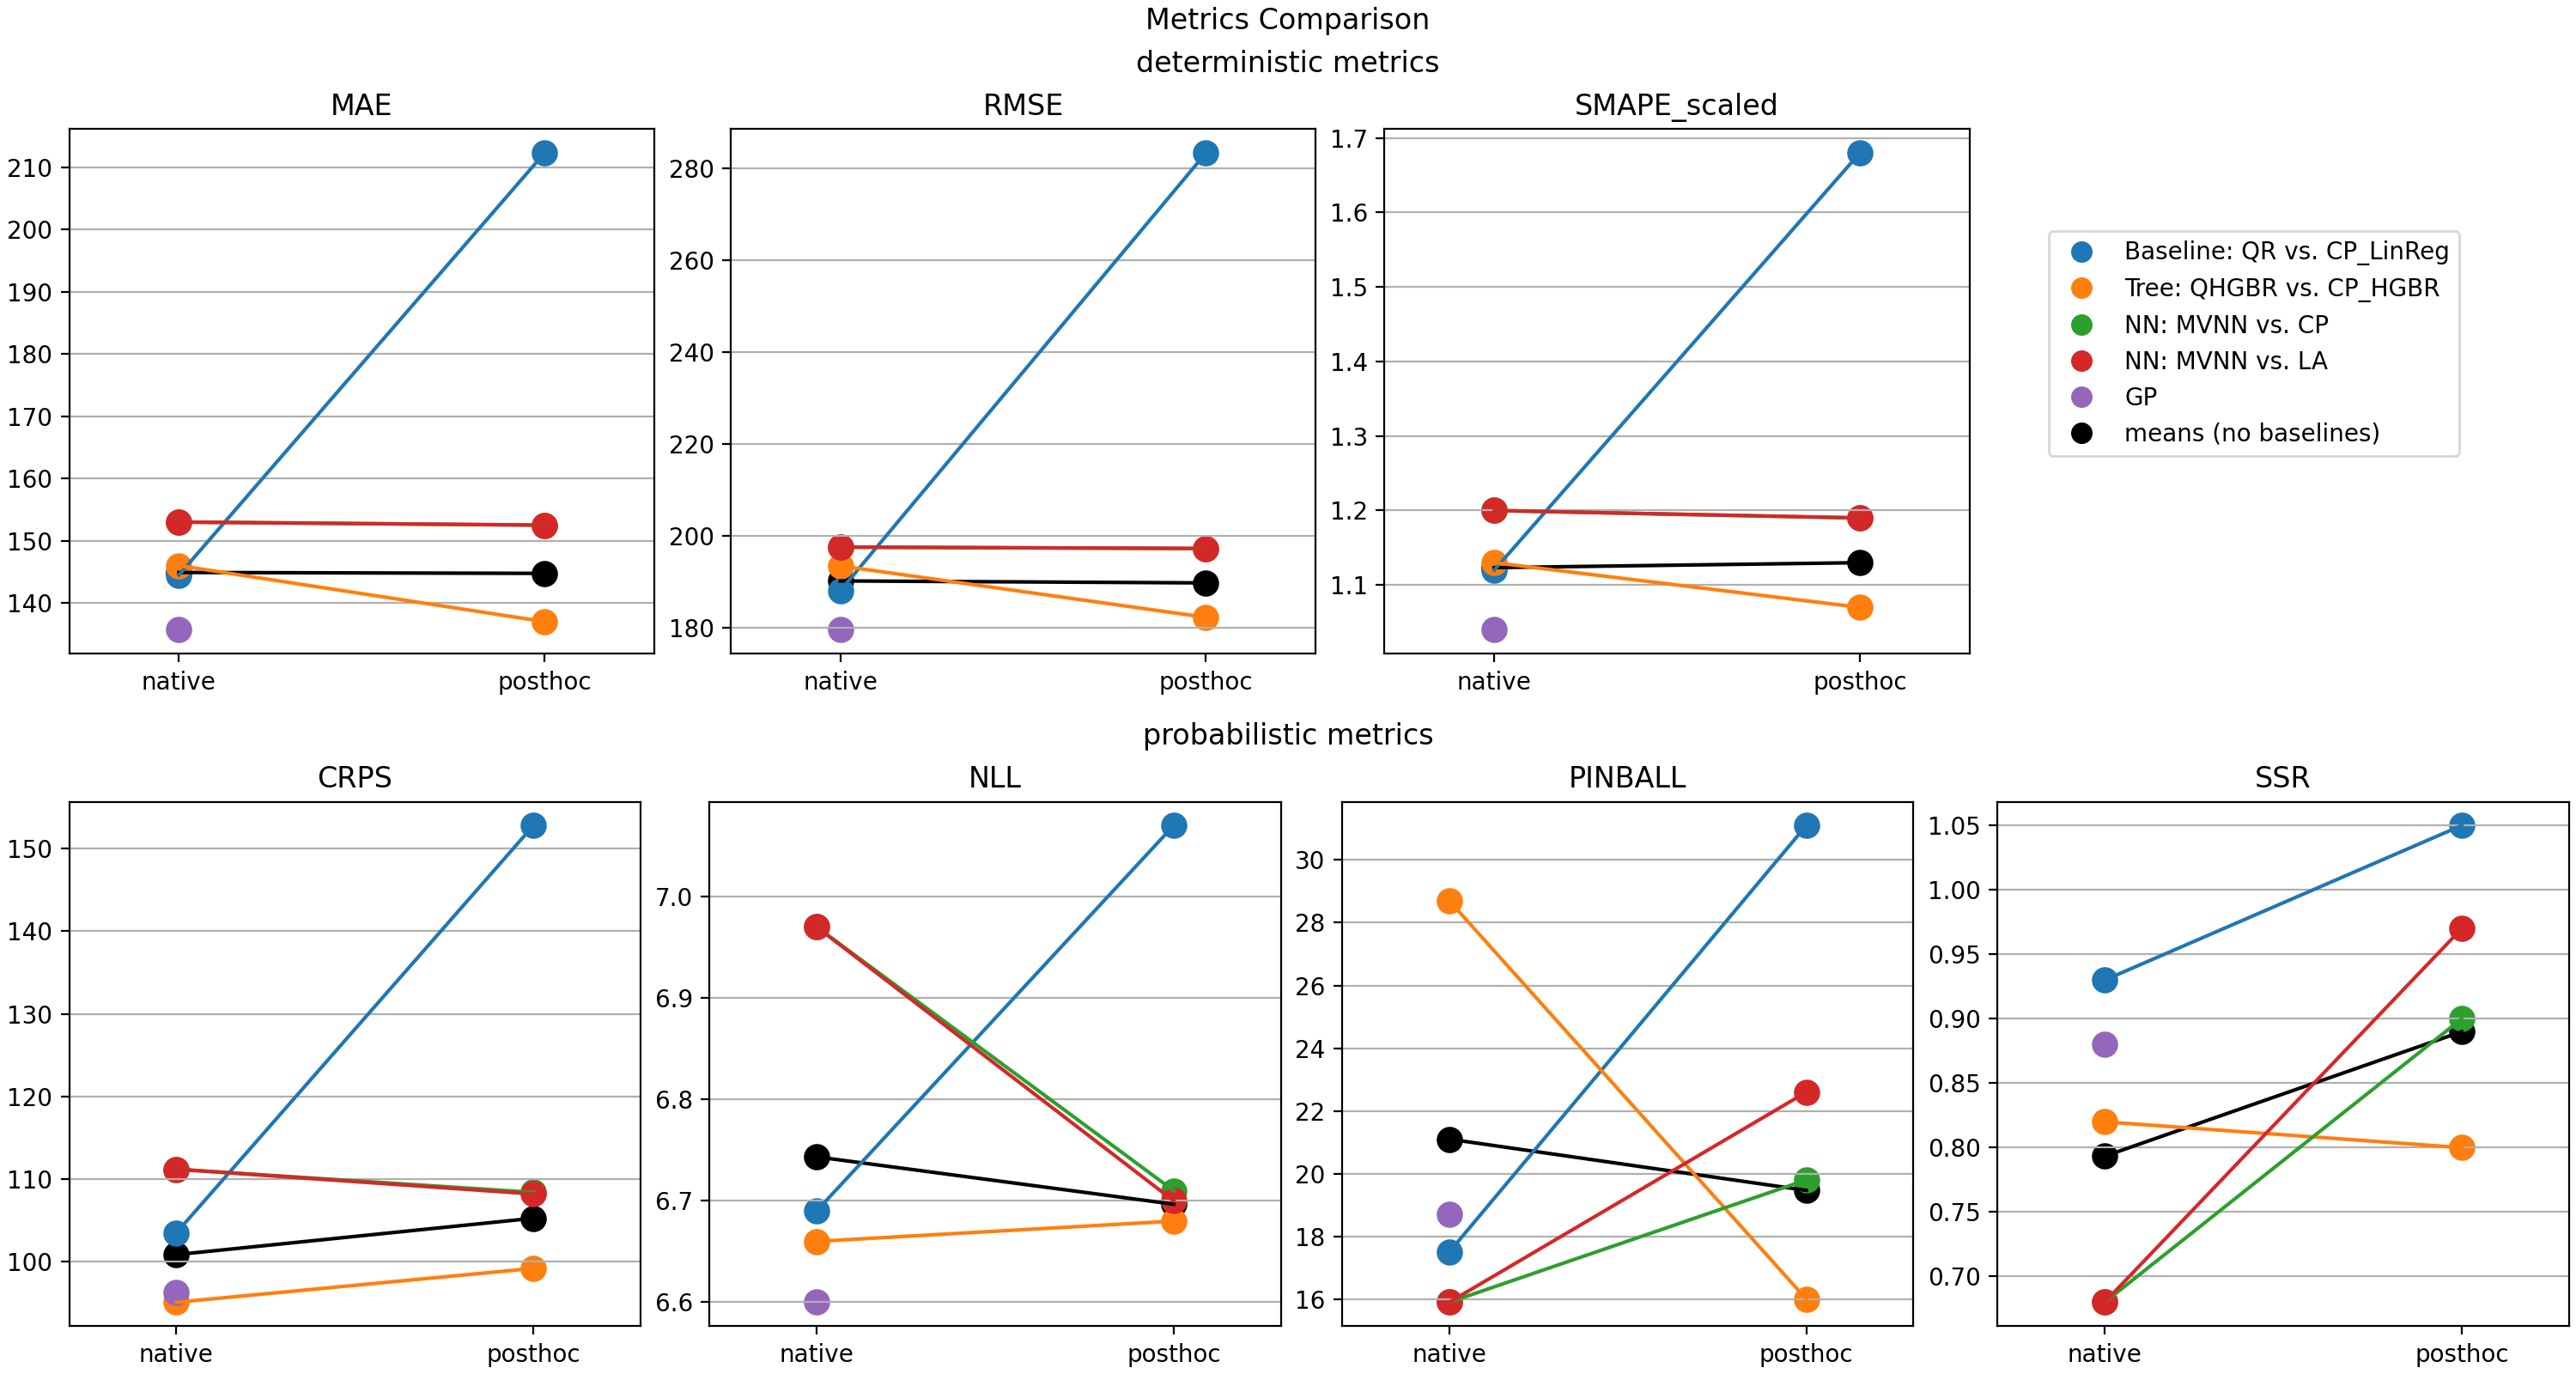 Metrics Comparison
deterministic metrics
MAE
210
200
190
180
170
160
150
140
native
posthoc
RMSE
280
260
240
220
200
180
native
posthoc
SMAPE_scaled
1.7
1.6
1.5
1.4
1.3
1.2
1.1
native
posthoc
Baseline: QR vs. CP_LinReg
Tree: QHGBR vs. CP_HGBR
NN: MVNN vs. CP
NN: MVNN vs. LA
GP
means (no baselines)
probabilistic metrics
CRPS
150
140
130
120
110
100
native
posthoc
NLL
7.0
6.9
6.8
6.7
6.6
native
posthoc
PINBALL
30
28
26
24
22
20
18
16
native
posthoc
SSR
1.05
1.00
0.95
0.90
0.85
0.80
0.75
0.70
native
posthoc